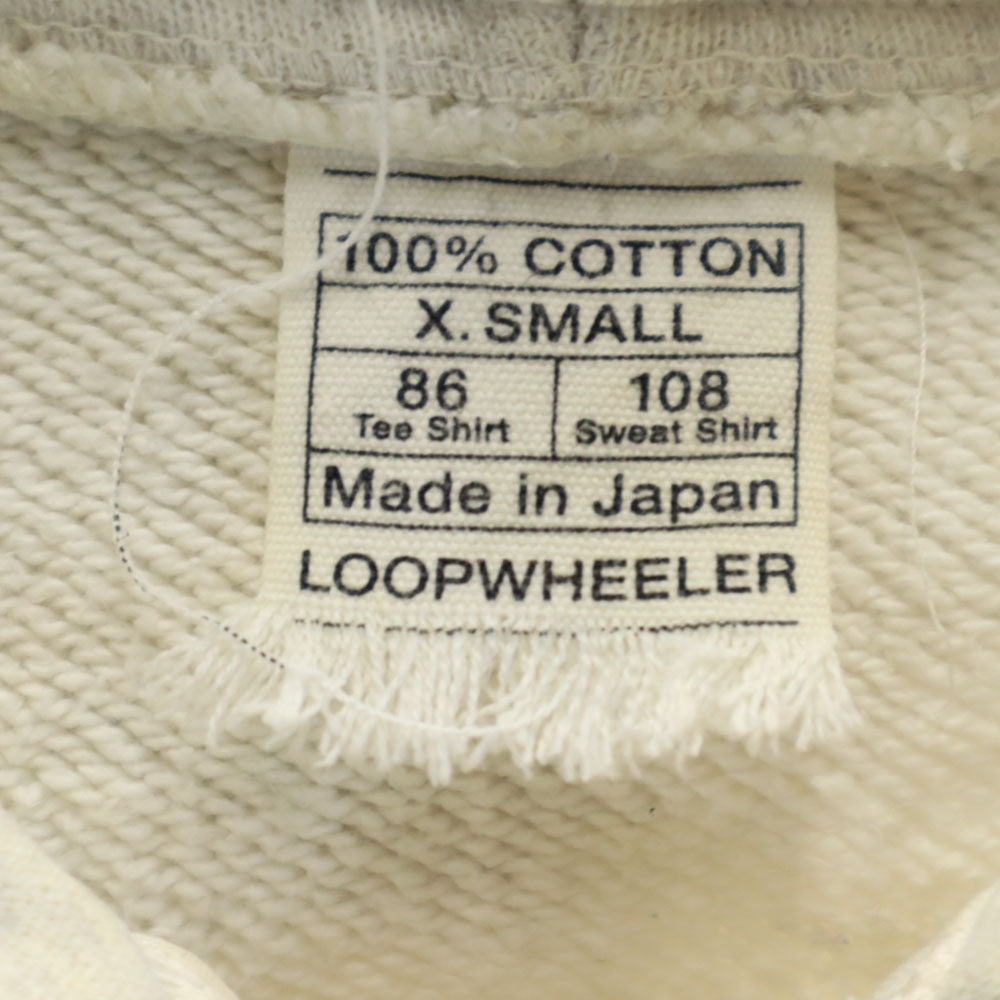 100% COTTON
X. SMALL
86 108
Tee Shirt Sweat Shirt
Made in Japan
LOOPWHEELER